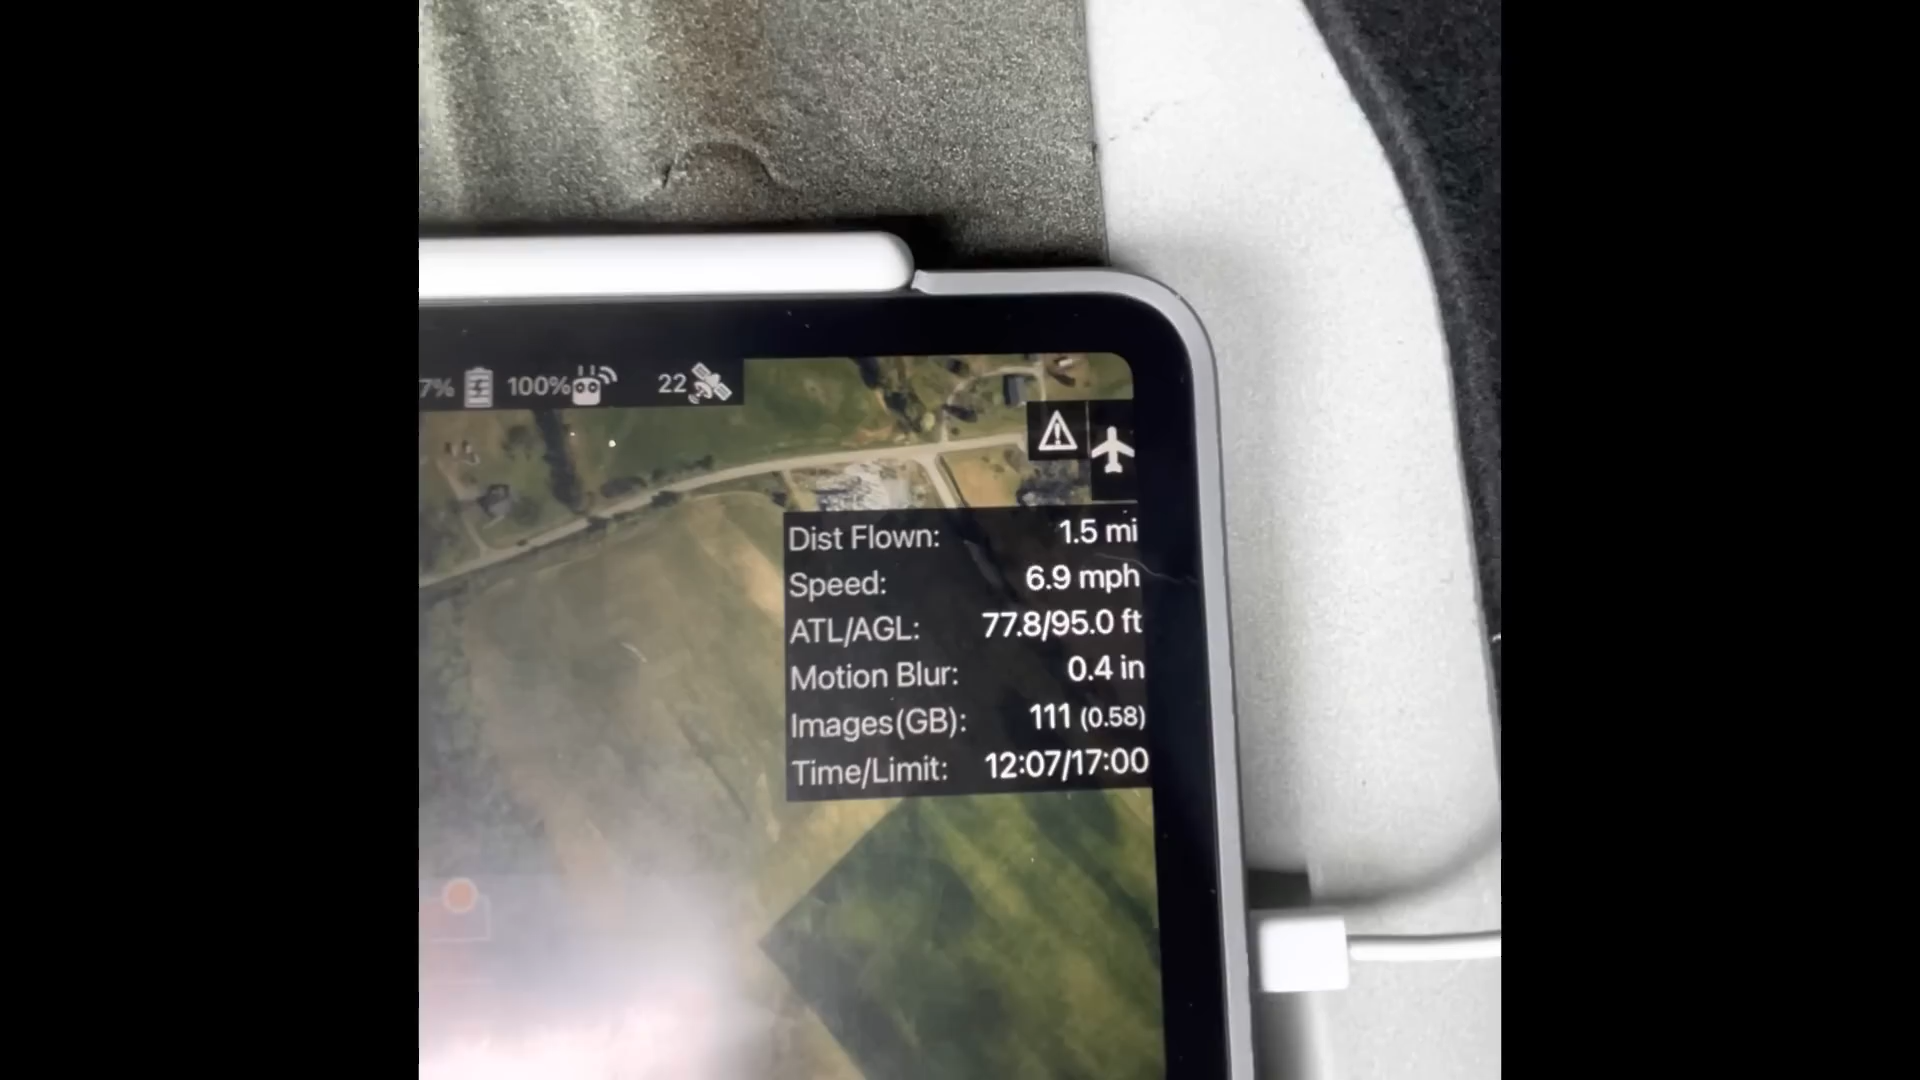 7% 100% 22
Dist Flown: 1.5 mi
Speed: 6.9 mph
ATL/AGL: 77.8/95.0 ft
Motion Blur: 0.4 in
Images(GB): 111 (0.58)
Time/Limit: 12:07/17:00